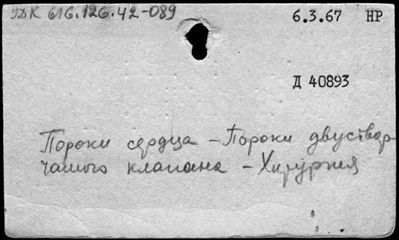 УДК 616.126.42-089
6.3.67 НР
Д 40893
Пороки сердца – Пороки двуствор-
чатого клапана – Хирургия